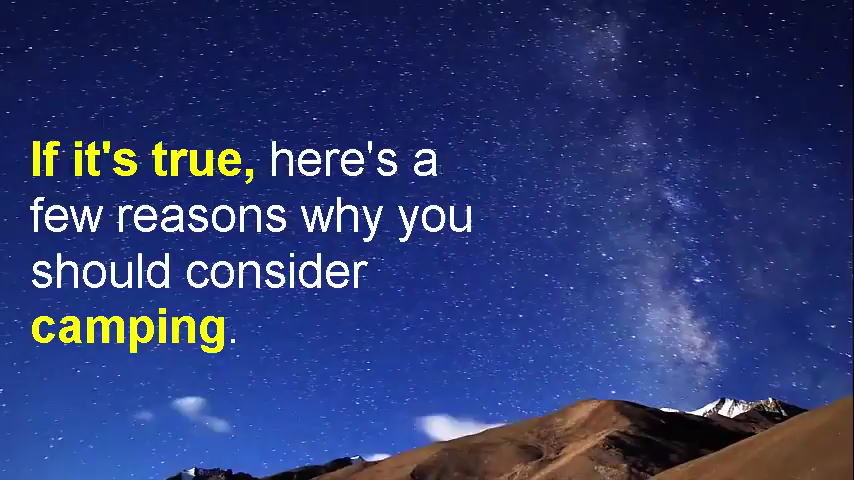 If it's true, here's a
few reasons why you
should consider
camping.